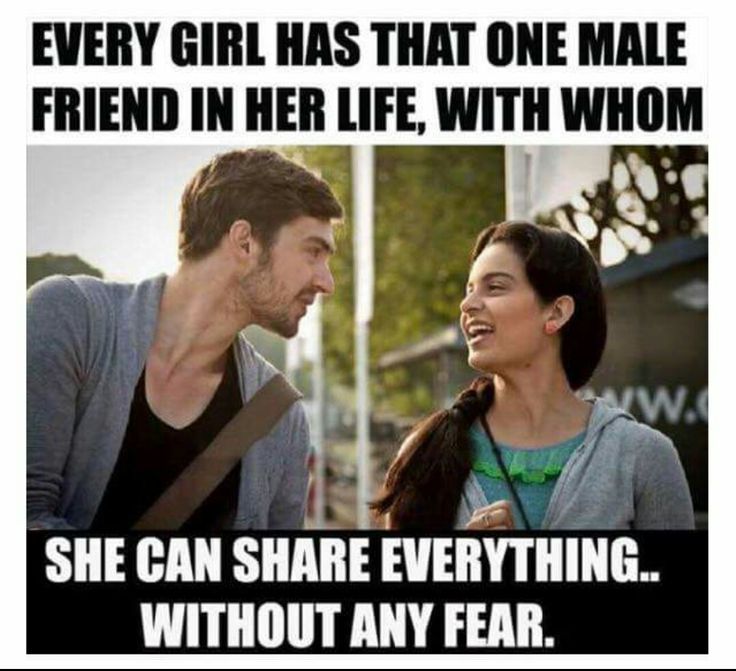 EVERY GIRL HAS THAT ONE MALE
FRIEND IN HER LIFE, WITH WHOM
WW.
SHE CAN SHARE EVERYTHING..
WITHOUT ANY FEAR.